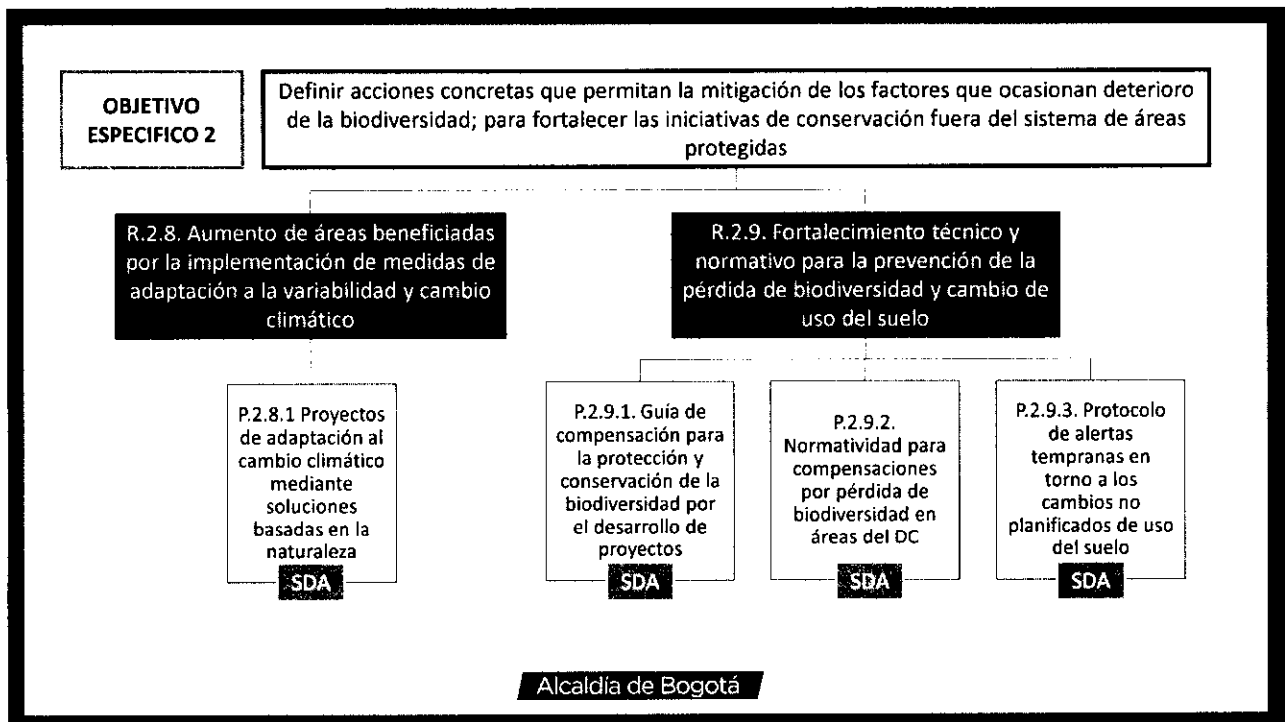 OBJETIVO
ESPECIFICO 2
Definir acciones concretas que permitan la mitigación de los factores que ocasionan deterioro
de la biodiversidad; para fortalecer las iniciativas de conservación fuera del sistema de áreas
protegidas
R.2.8. Aumento de áreas beneficiadas
por la implementación de medidas de
adaptación a la variabilidad y cambio
climático
R.2.9. Fortalecimiento técnico y
normativo para la prevención de la
pérdida de biodiversidad y cambio de
uso del suelo
P.2.8.1 Proyectos
de adaptación al
cambio climático
mediante
soluciones
basadas en la
naturaleza
SDA
P.2.9.1. Guía de
compensación para
la protección y
conservación de la
biodiversidad por
el desarrollo de
proyectos
SDA
P.2.9.2.
Normatividad para
compensaciones
por pérdida de
biodiversidad en
áreas del DC
SDA
P.2.9.3. Protocolo
de alertas
tempranas en
torno a los
cambios no
planificados de uso
del suelo
SDA
Alcaldía de Bogotá